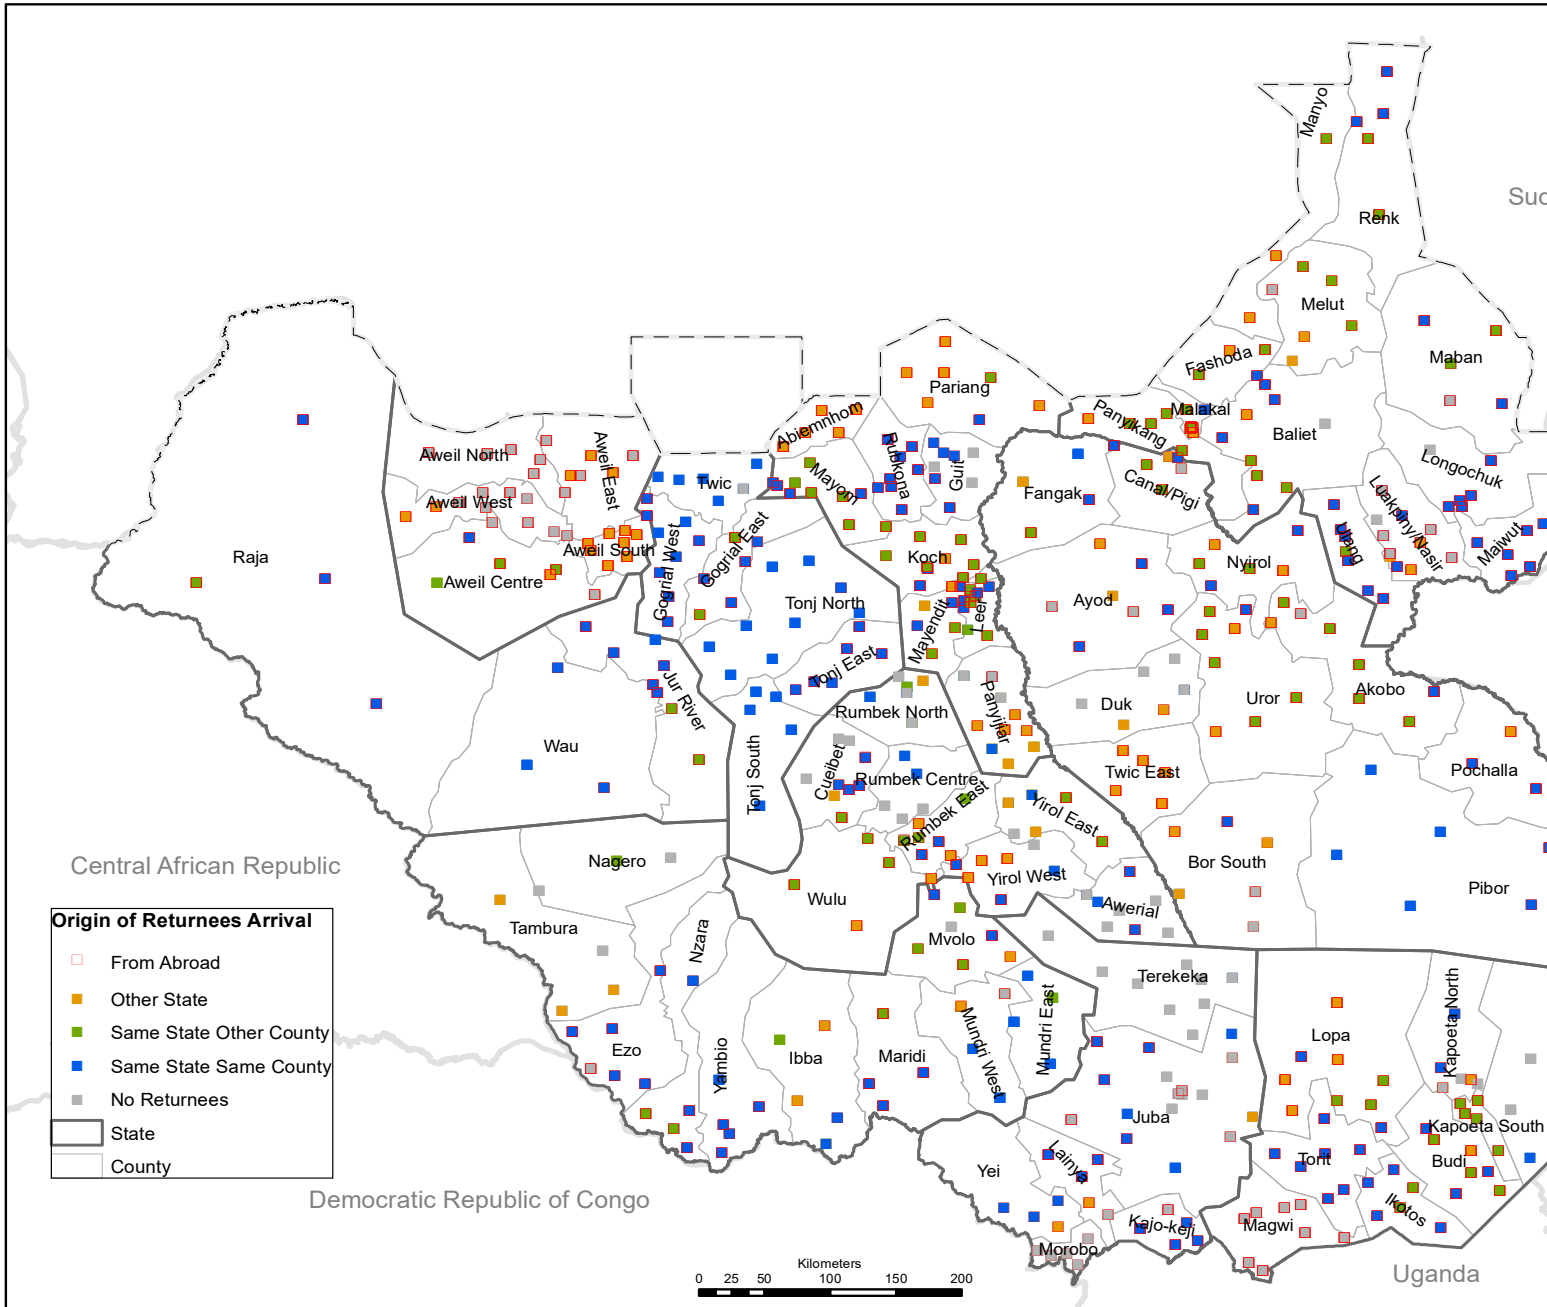 Manyo
Suc
Renk
Melut
Maban
Fashoda
Pariang
Abiemnhom
Panyikang
Malakal
Baliet
Aweil North
Aweil East
Rubkona
Guit
Longochuk
Twic
Mayom
Fangak
Canal/Pigi
Luakpiny/Nasir
Aweil West
Maiwut
Ulang
Aweil South
Raja
Gogrial West
Gogrial East
Koch
Nyirol
Aweil Centre
Tonj North
Ayod
Leer
Mayendit
Tonj East
Jur River
Panyijiar
Duk
Uror
Akobo
Rumbek North
Wau
Cueibet
Rumbek Centre
Twic East
Pochalla
Tonj South
Rumbek East
Yirol East
Central African Republic
Nagero
Bor South
Yirol West
Pibor
Wulu
Awerial
Origin of Returnees Arrival
From Abroad
Other State
Same State Other County
Same State Same County
No Returnees
State
County
Tambura
Nzara
Mvolo
Terekeka
Kapoeta North
Mundri East
Mundri West
Lopa
Ezo
Yambio
Ibba
Maridi
Juba
Kapoeta South
Torit
Budi
Yei
Lainya
Democratic Republic of Congo
Ikotos
Kajo-keji
Magwi
Morobo
Kilometers
0 25 50 100 150 200
Uganda